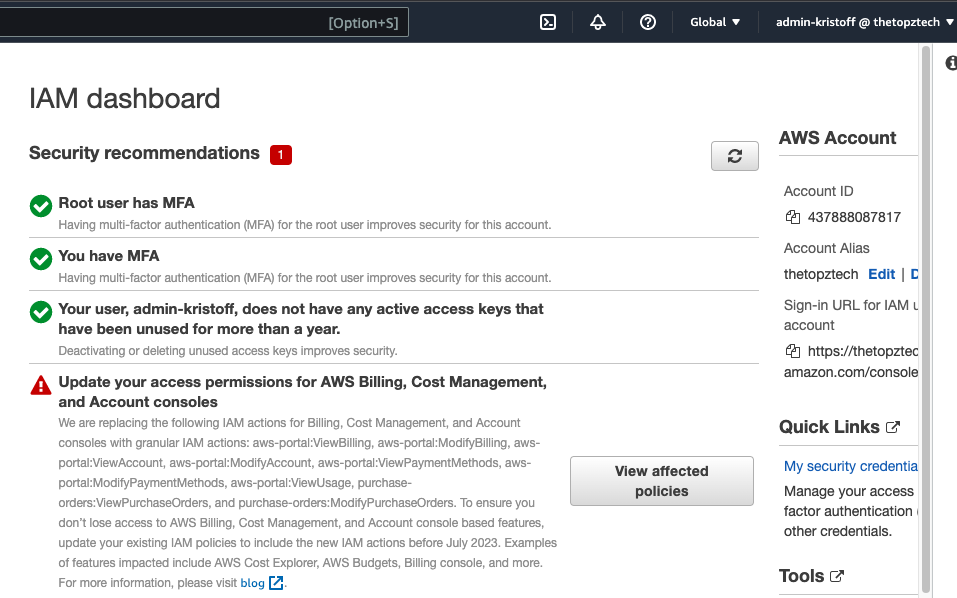 [Option+S]
Global ▼
admin-kristoff @ thetopztech ▼
IAM dashboard
Security recommendations 1
Root user has MFA
Having multi-factor authentication (MFA) for the root user improves security for this account.
You have MFA
Having multi-factor authentication (MFA) for the root user improves security for this account.
Your user, admin-kristoff, does not have any active access keys that
have been unused for more than a year.
Deactivating or deleting unused access keys improves security.
Update your access permissions for AWS Billing, Cost Management,
and Account consoles
We are replacing the following IAM actions for Billing, Cost Management, and Account
consoles with granular IAM actions: aws-portal:ViewBilling, aws-portal:ModifyBilling, aws-
portal:ViewAccount, aws-portal:ModifyAccount, aws-portal:ViewPaymentMethods, aws-
portal:ModifyPaymentMethods, aws-portal:ViewUsage, purchase-
orders:ViewPurchaseOrders, and purchase-orders:ModifyPurchaseOrders. To ensure you
don't lose access to AWS Billing, Cost Management, and Account console based features,
update your existing IAM policies to include the new IAM actions before July 2023. Examples
of features impacted include AWS Cost Explorer, AWS Budgets, Billing console, and more.
For more information, please visit blog.
View affected
policies
AWS Account
Account ID
437888087817
Account Alias
thetopztech Edit | D
Sign-in URL for IAM u
account
https://thetopztec
amazon.com/console
Quick Links
My security credentia
Manage your access
factor authentication (
other credentials.
Tools